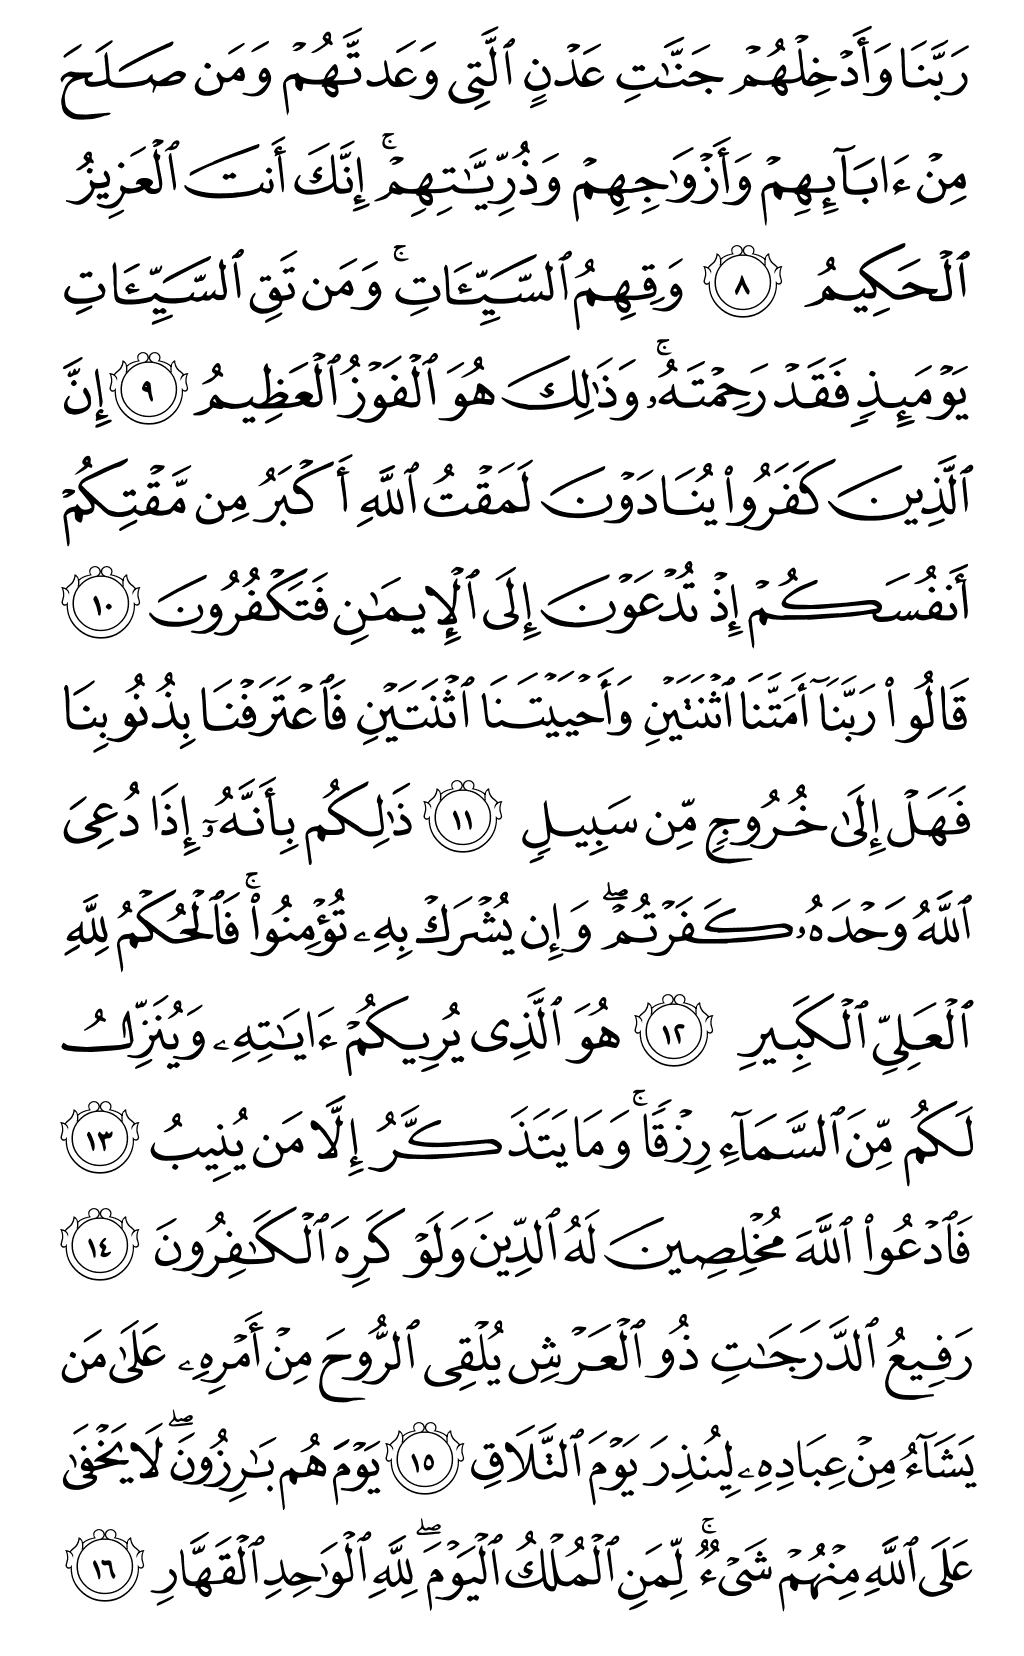 رَبَّنَا وَأَدۡخِلۡهُمۡ جَنَّٰتِ عَدۡنٍ ٱلَّتِي وَعَدتَّهُمۡ وَمَن صَلَحَ
مِنۡ ءَابَآئِهِمۡ وَأَزۡوَٰجِهِمۡ وَذُرِّيَّٰتِهِمۡۚ إِنَّكَ أَنتَ ٱلۡعَزِيزُ
ٱلۡحَكِيمُ ٨ وَقِهِمُ ٱلسَّيِّـَٔاتِۚ وَمَن تَقِ ٱلسَّيِّـَٔاتِ
يَوۡمَئِذٖ فَقَدۡ رَحِمۡتَهُۥۚ وَذَٰلِكَ هُوَ ٱلۡفَوۡزُ ٱلۡعَظِيمُ ٩ إِنَّ
ٱلَّذِينَ كَفَرُواْ يُنَادَوۡنَ لَمَقۡتُ ٱللَّهِ أَكۡبَرُ مِن مَّقۡتِكُمۡ
أَنفُسَكُمۡ إِذۡ تُدۡعَوۡنَ إِلَى ٱلۡإِيمَٰنِ فَتَكۡفُرُونَ ١٠
قَالُواْ رَبَّنَآ أَمَتَّنَا ٱثۡنَتَيۡنِ وَأَحۡيَيۡتَنَا ٱثۡنَتَيۡنِ فَٱعۡتَرَفۡنَا بِذُنُوبِنَا
فَهَلۡ إِلَىٰ خُرُوجٖ مِّن سَبِيلٖ ١١ ذَٰلِكُم بِأَنَّهُۥٓ إِذَا دُعِيَ
ٱللَّهُ وَحۡدَهُۥ كَفَرۡتُمۡۖ وَإِن يُشۡرَكۡ بِهِۦ تُؤۡمِنُواْۚ فَٱلۡحُكۡمُ لِلَّهِ
ٱلۡعَلِيِّ ٱلۡكَبِيرِ ١٢ هُوَ ٱلَّذِي يُرِيكُمۡ ءَايَٰتِهِۦ وَيُنَزِّلُ
لَكُم مِّنَ ٱلسَّمَآءِ رِزۡقٗاۚ وَمَا يَتَذَكَّرُ إِلَّا مَن يُنِيبُ ١٣
فَٱدۡعُواْ ٱللَّهَ مُخۡلِصِينَ لَهُ ٱلدِّينَ وَلَوۡ كَرِهَ ٱلۡكَٰفِرُونَ ١٤
رَفِيعُ ٱلدَّرَجَٰتِ ذُو ٱلۡعَرۡشِ يُلۡقِي ٱلرُّوحَ مِنۡ أَمۡرِهِۦ عَلَىٰ مَن
يَشَآءُ مِنۡ عِبَادِهِۦ لِيُنذِرَ يَوۡمَ ٱلتَّلَاقِ ١٥ يَوۡمَ هُم بَٰرِزُونَۖ لَا يَخۡفَىٰ
عَلَى ٱللَّهِ مِنۡهُمۡ شَيۡءٞۚ لِّمَنِ ٱلۡمُلۡكُ ٱلۡيَوۡمَۖ لِلَّهِ ٱلۡوَٰحِدِ ٱلۡقَهَّارِ ١٦